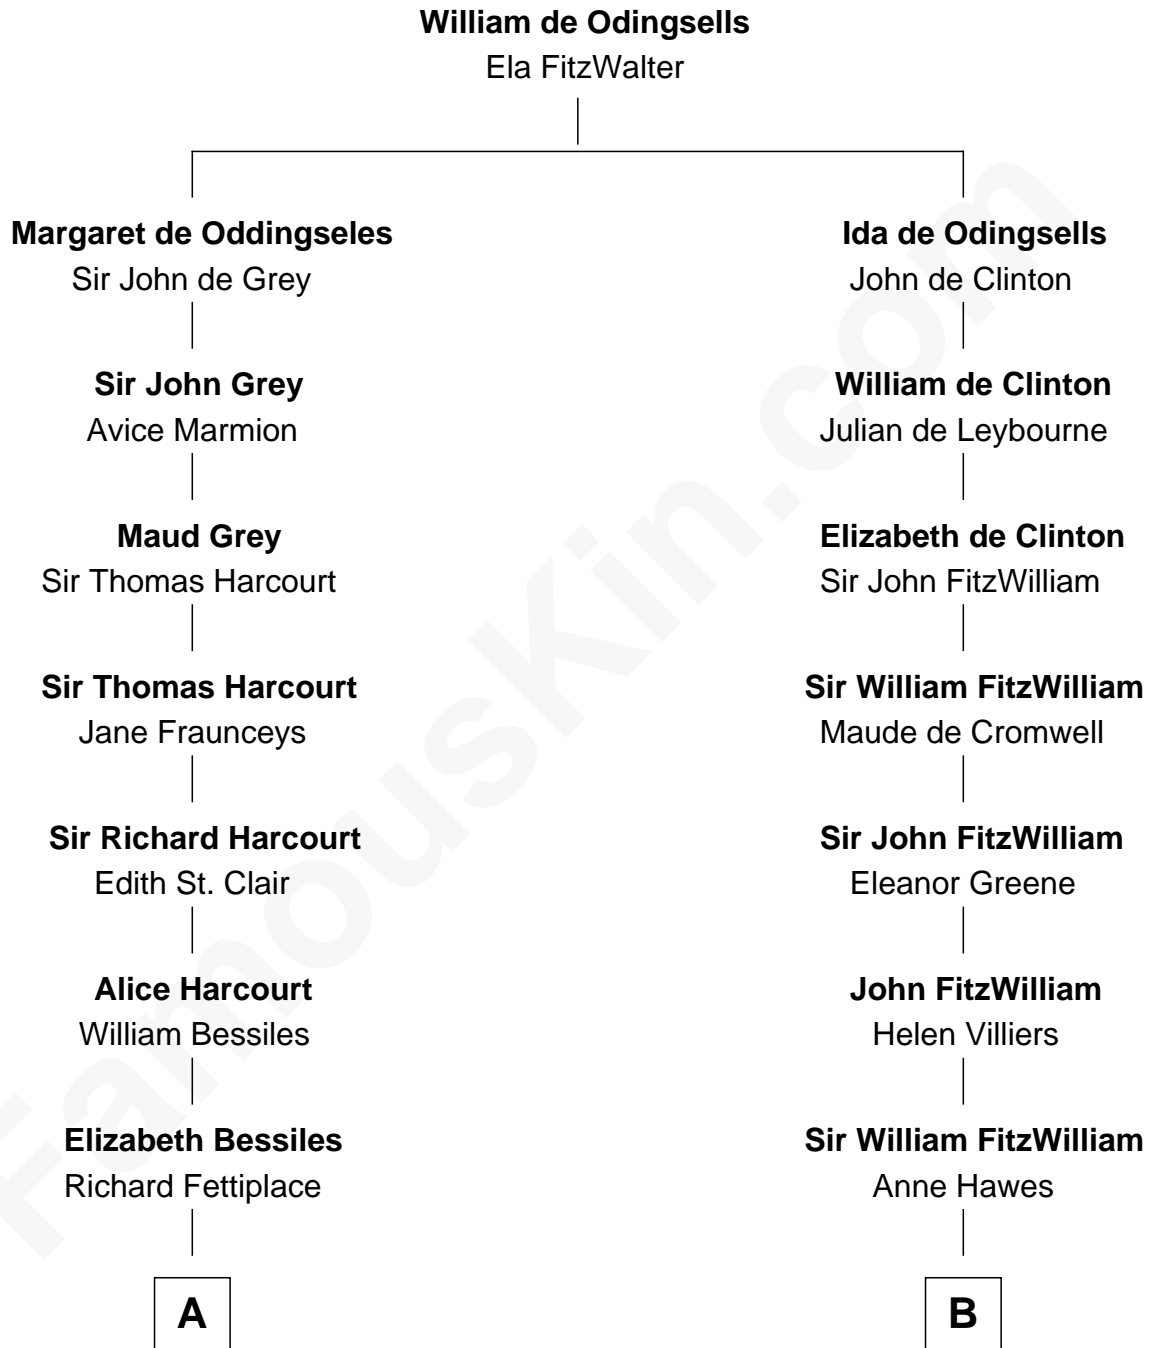 William de Odingsells
Ela FitzWalter
Margaret de Oddingseles
Sir John de Grey
Ida de Odingsells
John de Clinton
Sir John Grey
Avice Marmion
William de Clinton
Julian de Leybourne
Maud Grey
Sir Thomas Harcourt
Elizabeth de Clinton
Sir John FitzWilliam
Sir Thomas Harcourt
Jane Fraunceys
Sir William FitzWilliam
Maude de Cromwell
Sir Richard Harcourt
Edith St. Clair
Sir John FitzWilliam
Eleanor Greene
Alice Harcourt
William Bessiles
John FitzWilliam
Helen Villiers
Elizabeth Bessiles
Richard Fettiplace
Sir William FitzWilliam
Anne Hawes
A
B
FamousKin.com